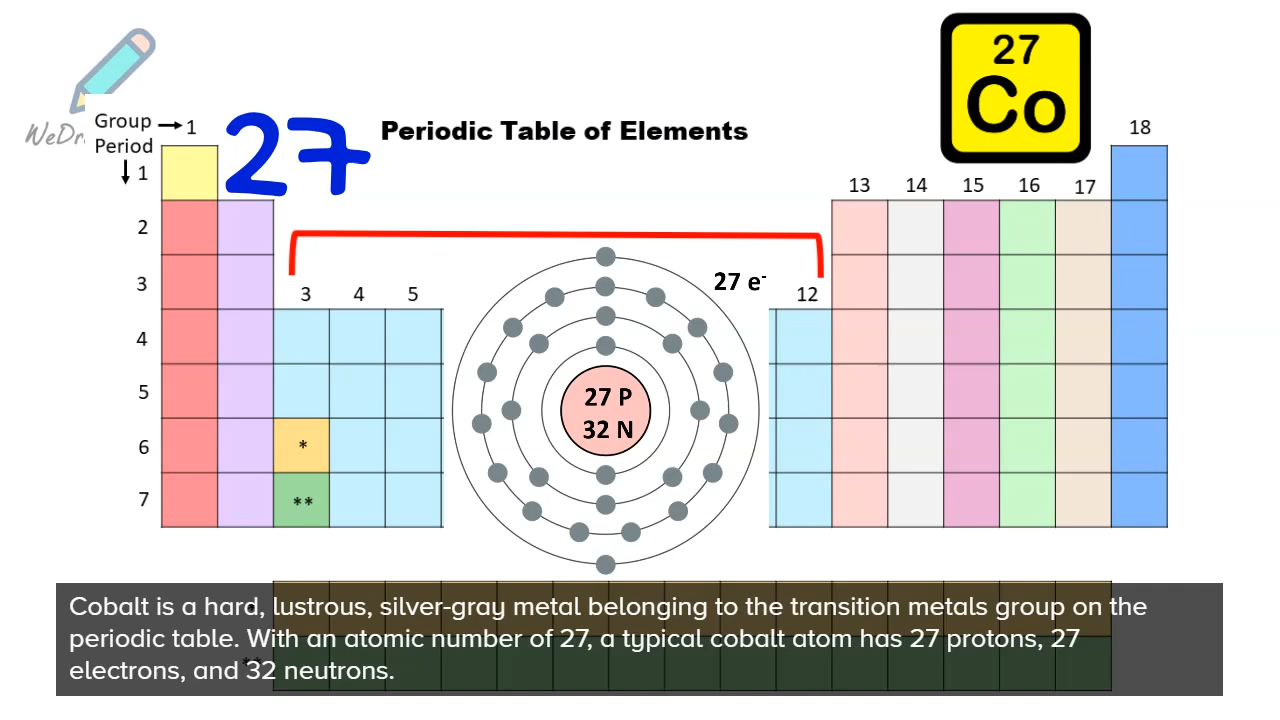 27
Co
WeDr
Group → 1
Period
↓ 1
27
Periodic Table of Elements
18
13 14 15 16 17
2
3
3 4 5
27 e-
12
4
5
6
7
*
**
27 P
32 N
Cobalt is a hard, lustrous, silver-gray metal belonging to the transition metals group on the
periodic table. With an atomic number of 27, a typical cobalt atom has 27 protons, 27
electrons, and 32 neutrons.